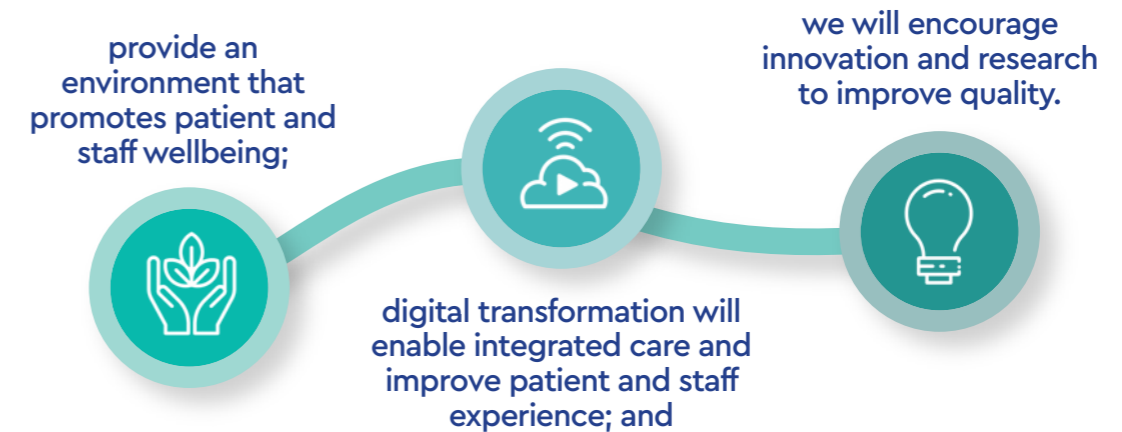 provide an
environment that
promotes patient and
staff wellbeing;
digital transformation will
enable integrated care and
improve patient and staff
experience; and
we will encourage
innovation and research
to improve quality.